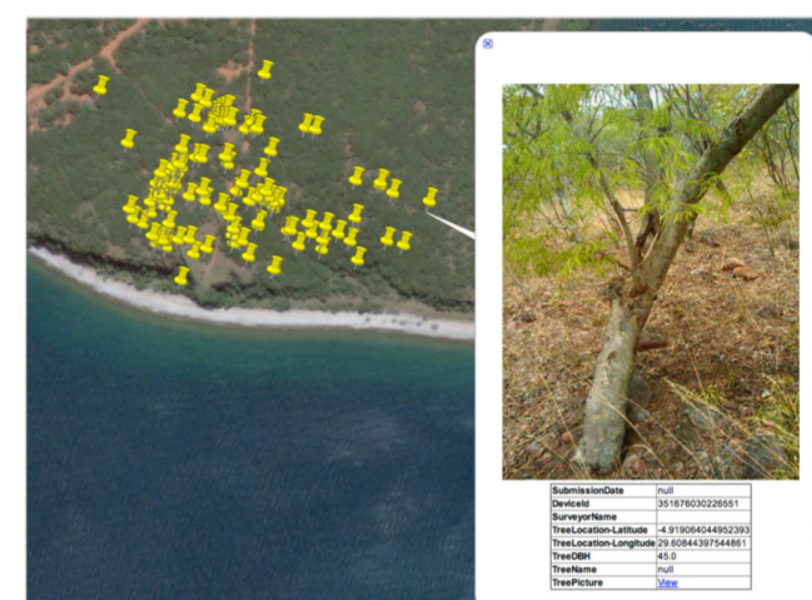 SubmissionDate null
DeviceId 351676030226551
SurveyorName
TreeLocation-Latitude -4.919064044952393
TreeLocation-Longitude 29.60844397544861
TreeDBH 45.0
TreeName null
TreePicture View